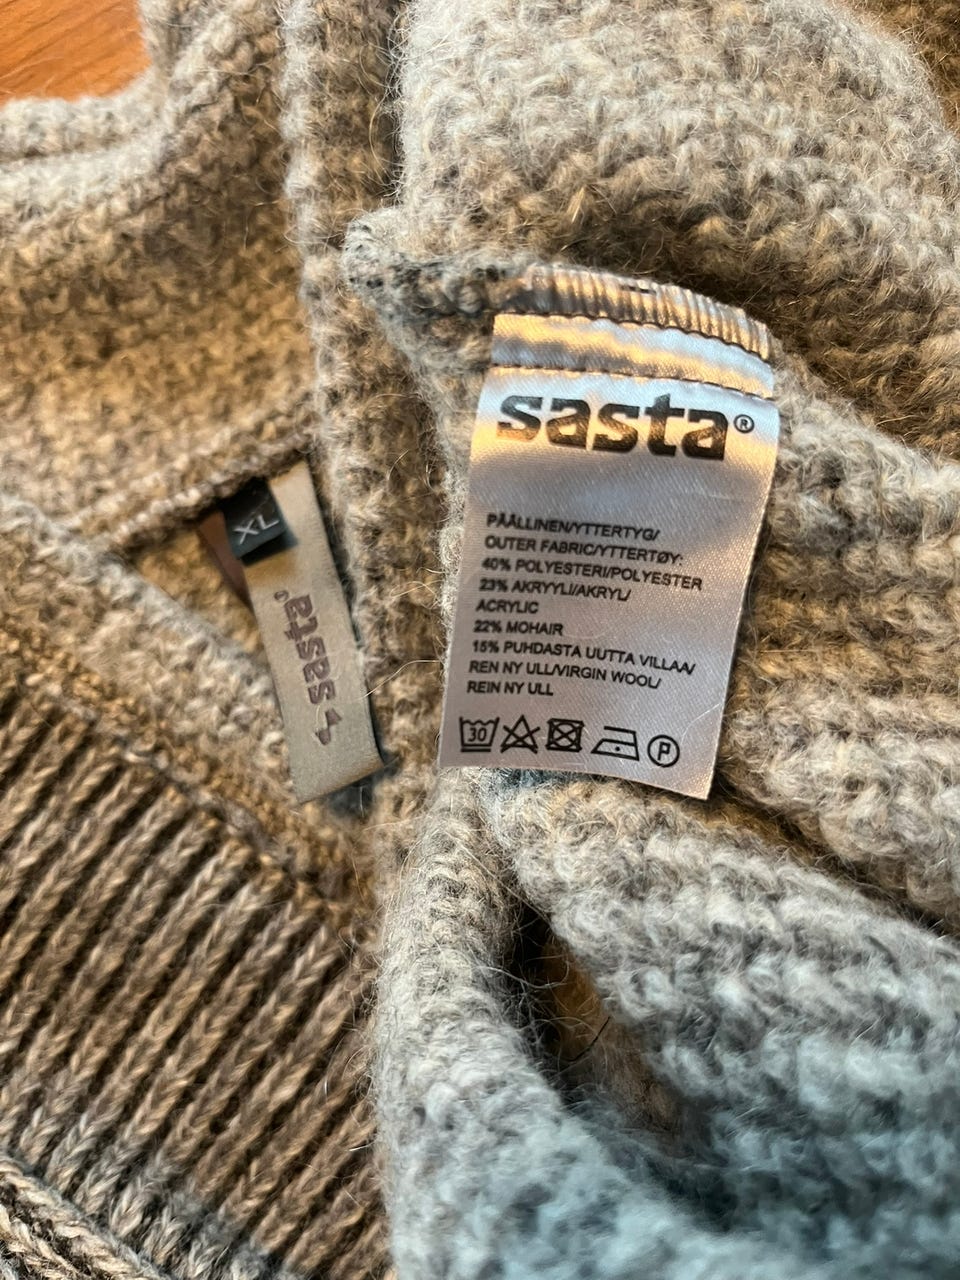 sasta®
PÄÄLLINEN/YTTERTYG/
OUTER FABRIC/YTTERTØY:
40% POLYESTERI/POLYESTER
23% AKRYYLI/AKRYL/
ACRYLIC
22% MOHAIR
15% PUHDASTA UUTTA VILLAA/
REN NY ULL/VIRGIN WOOL/
REIN NY ULL
30 P
XL
sasta®